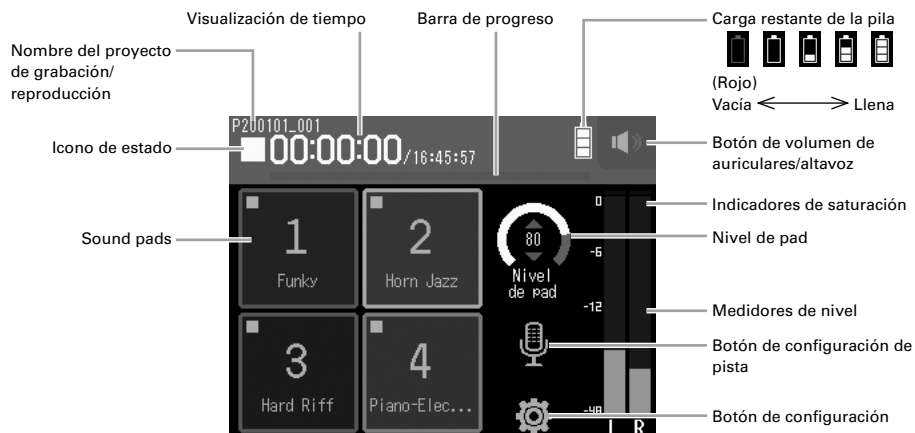 Visualización de tiempo
Barra de progreso
Carga restante de la pila
Nombre del proyecto
de grabación/
reproducción
(Rojo)
Vacía
Llena
Icono de estado
Botón de volumen de
auriculares/altavoz
Sound pads
Indicadores de saturación
Nivel de pad
Medidores de nivel
Botón de configuración de
pista
Botón de configuración
P200101_001
00:00:00/16:45:57
1
Funky
2
Horn Jazz
3
Hard Riff
4
Piano-Elec...
80
Nivel
de pad
0
-6
-12
-48
L R